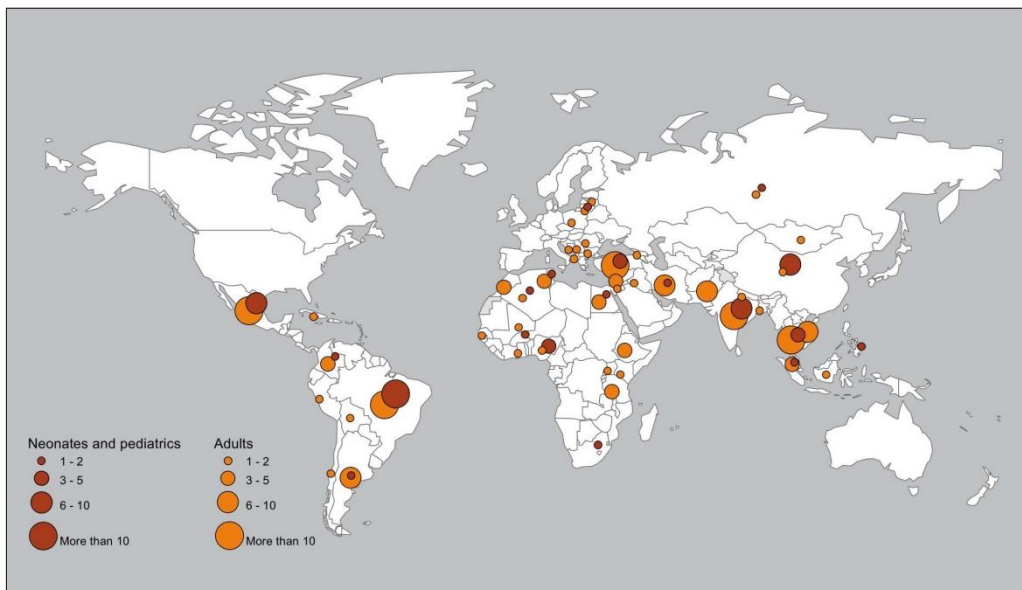 Neonates and pediatrics
1 - 2
3 - 5
6 - 10
More than 10
Adults
1 - 2
3 - 5
6 - 10
More than 10